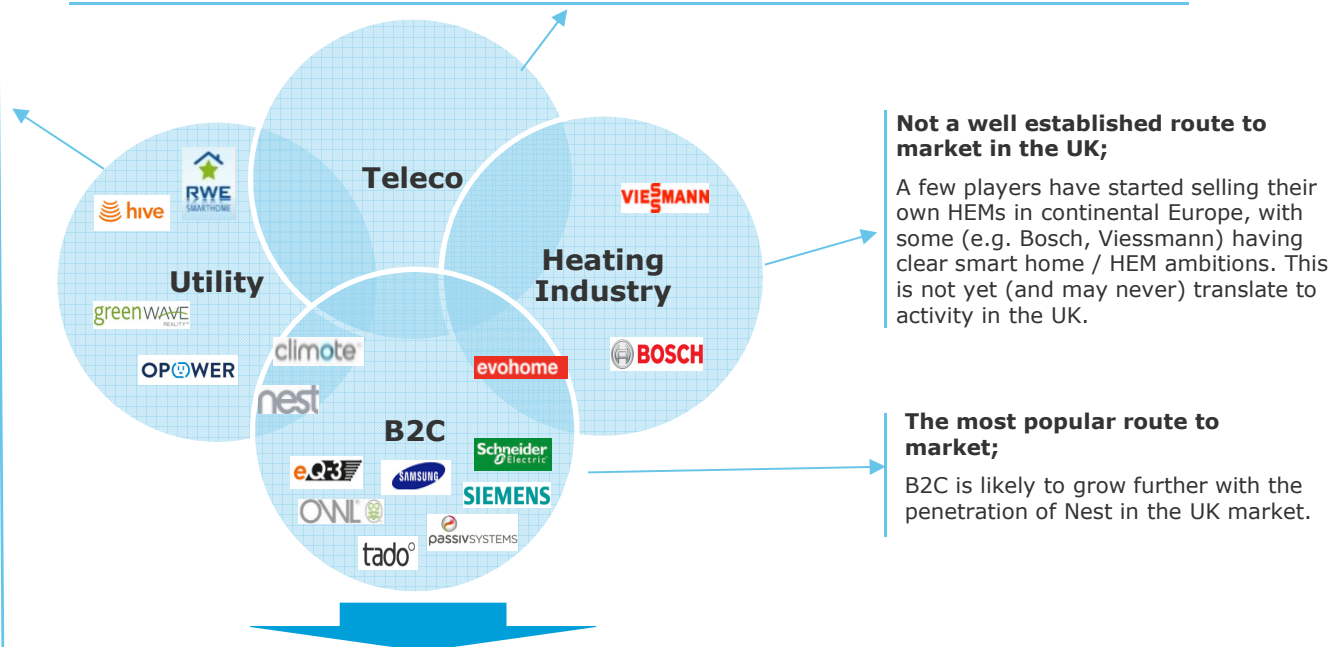 Teleco
Utility
hive
RWE
SMARTHOME
greenWAVE
REALITY™
OPOWER
Heating
Industry
VIESSMANN
BOSCH
climote
nest
evohome
B2C
eQ-3
SAMSUNG
Schneider
Electric
SIEMENS
OWL
PASSIVSYSTEMS
tado°
Not a well established route to
market in the UK;
A few players have started selling their
own HEMs in continental Europe, with
some (e.g. Bosch, Viessmann) having
clear smart home / HEM ambitions. This
is not yet (and may never) translate to
activity in the UK.
The most popular route to
market;
B2C is likely to grow further with the
penetration of Nest in the UK market.